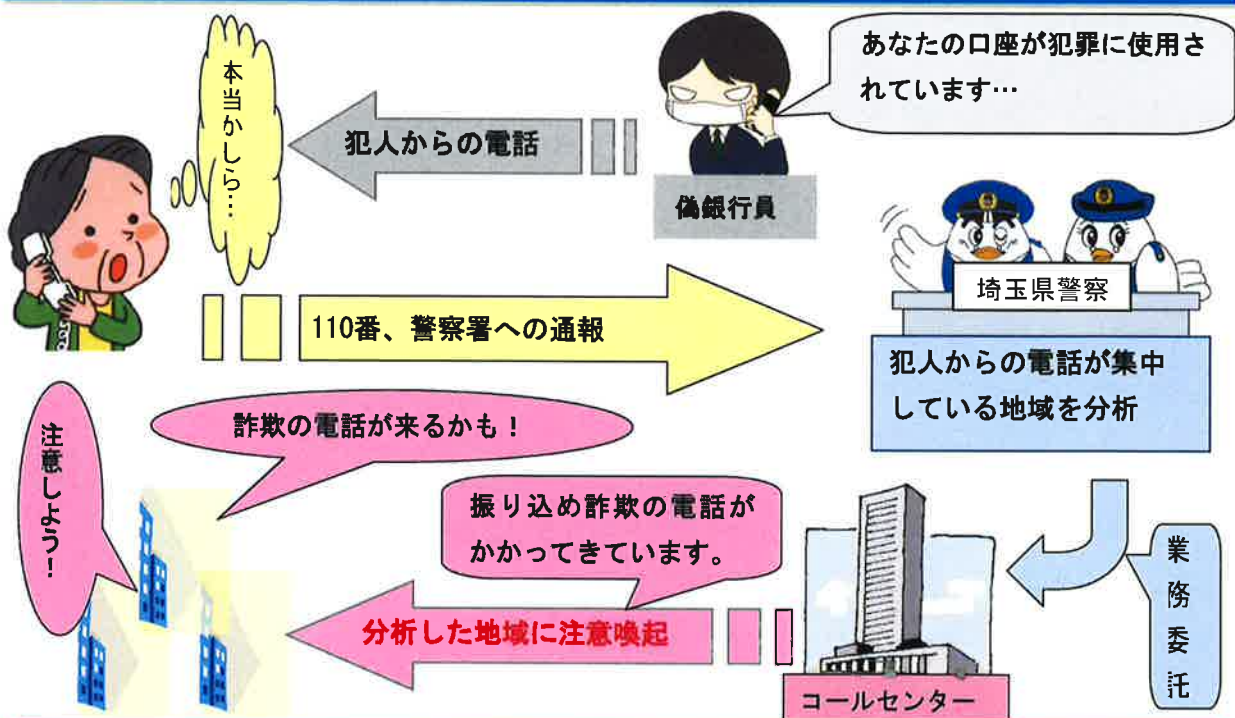 あなたの口座が犯罪に使用さ
れています…
本当かしら…
犯人からの電話
偽銀行員
埼玉県警察
110番、警察署への通報
犯人からの電話が集中
している地域を分析
詐欺の電話が来るかも！
注意しよう！
振り込め詐欺の電話が
かかってきています。
業務委託
分析した地域に注意喚起
コールセンター